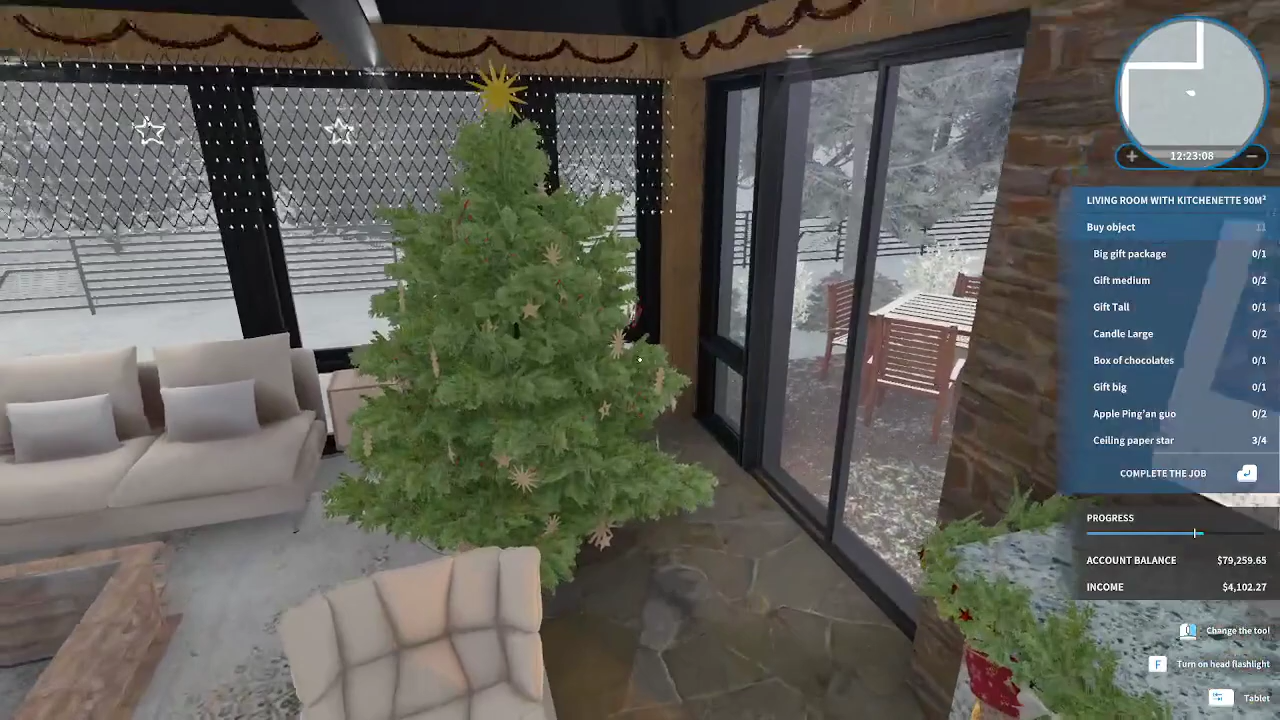 + 12:23:08 −
LIVING ROOM WITH KITCHENETTE 90M²
Buy object 11
Big gift package 0/1
Gift medium 0/2
Gift Tall 0/1
Candle Large 0/2
Box of chocolates 0/1
Gift big 0/1
Apple Ping'an guo 0/2
Ceiling paper star 3/4
COMPLETE THE JOB
PROGRESS
ACCOUNT BALANCE $79,259.65
INCOME $4,102.27
Change the tool
F Turn on head flashlight
Tablet